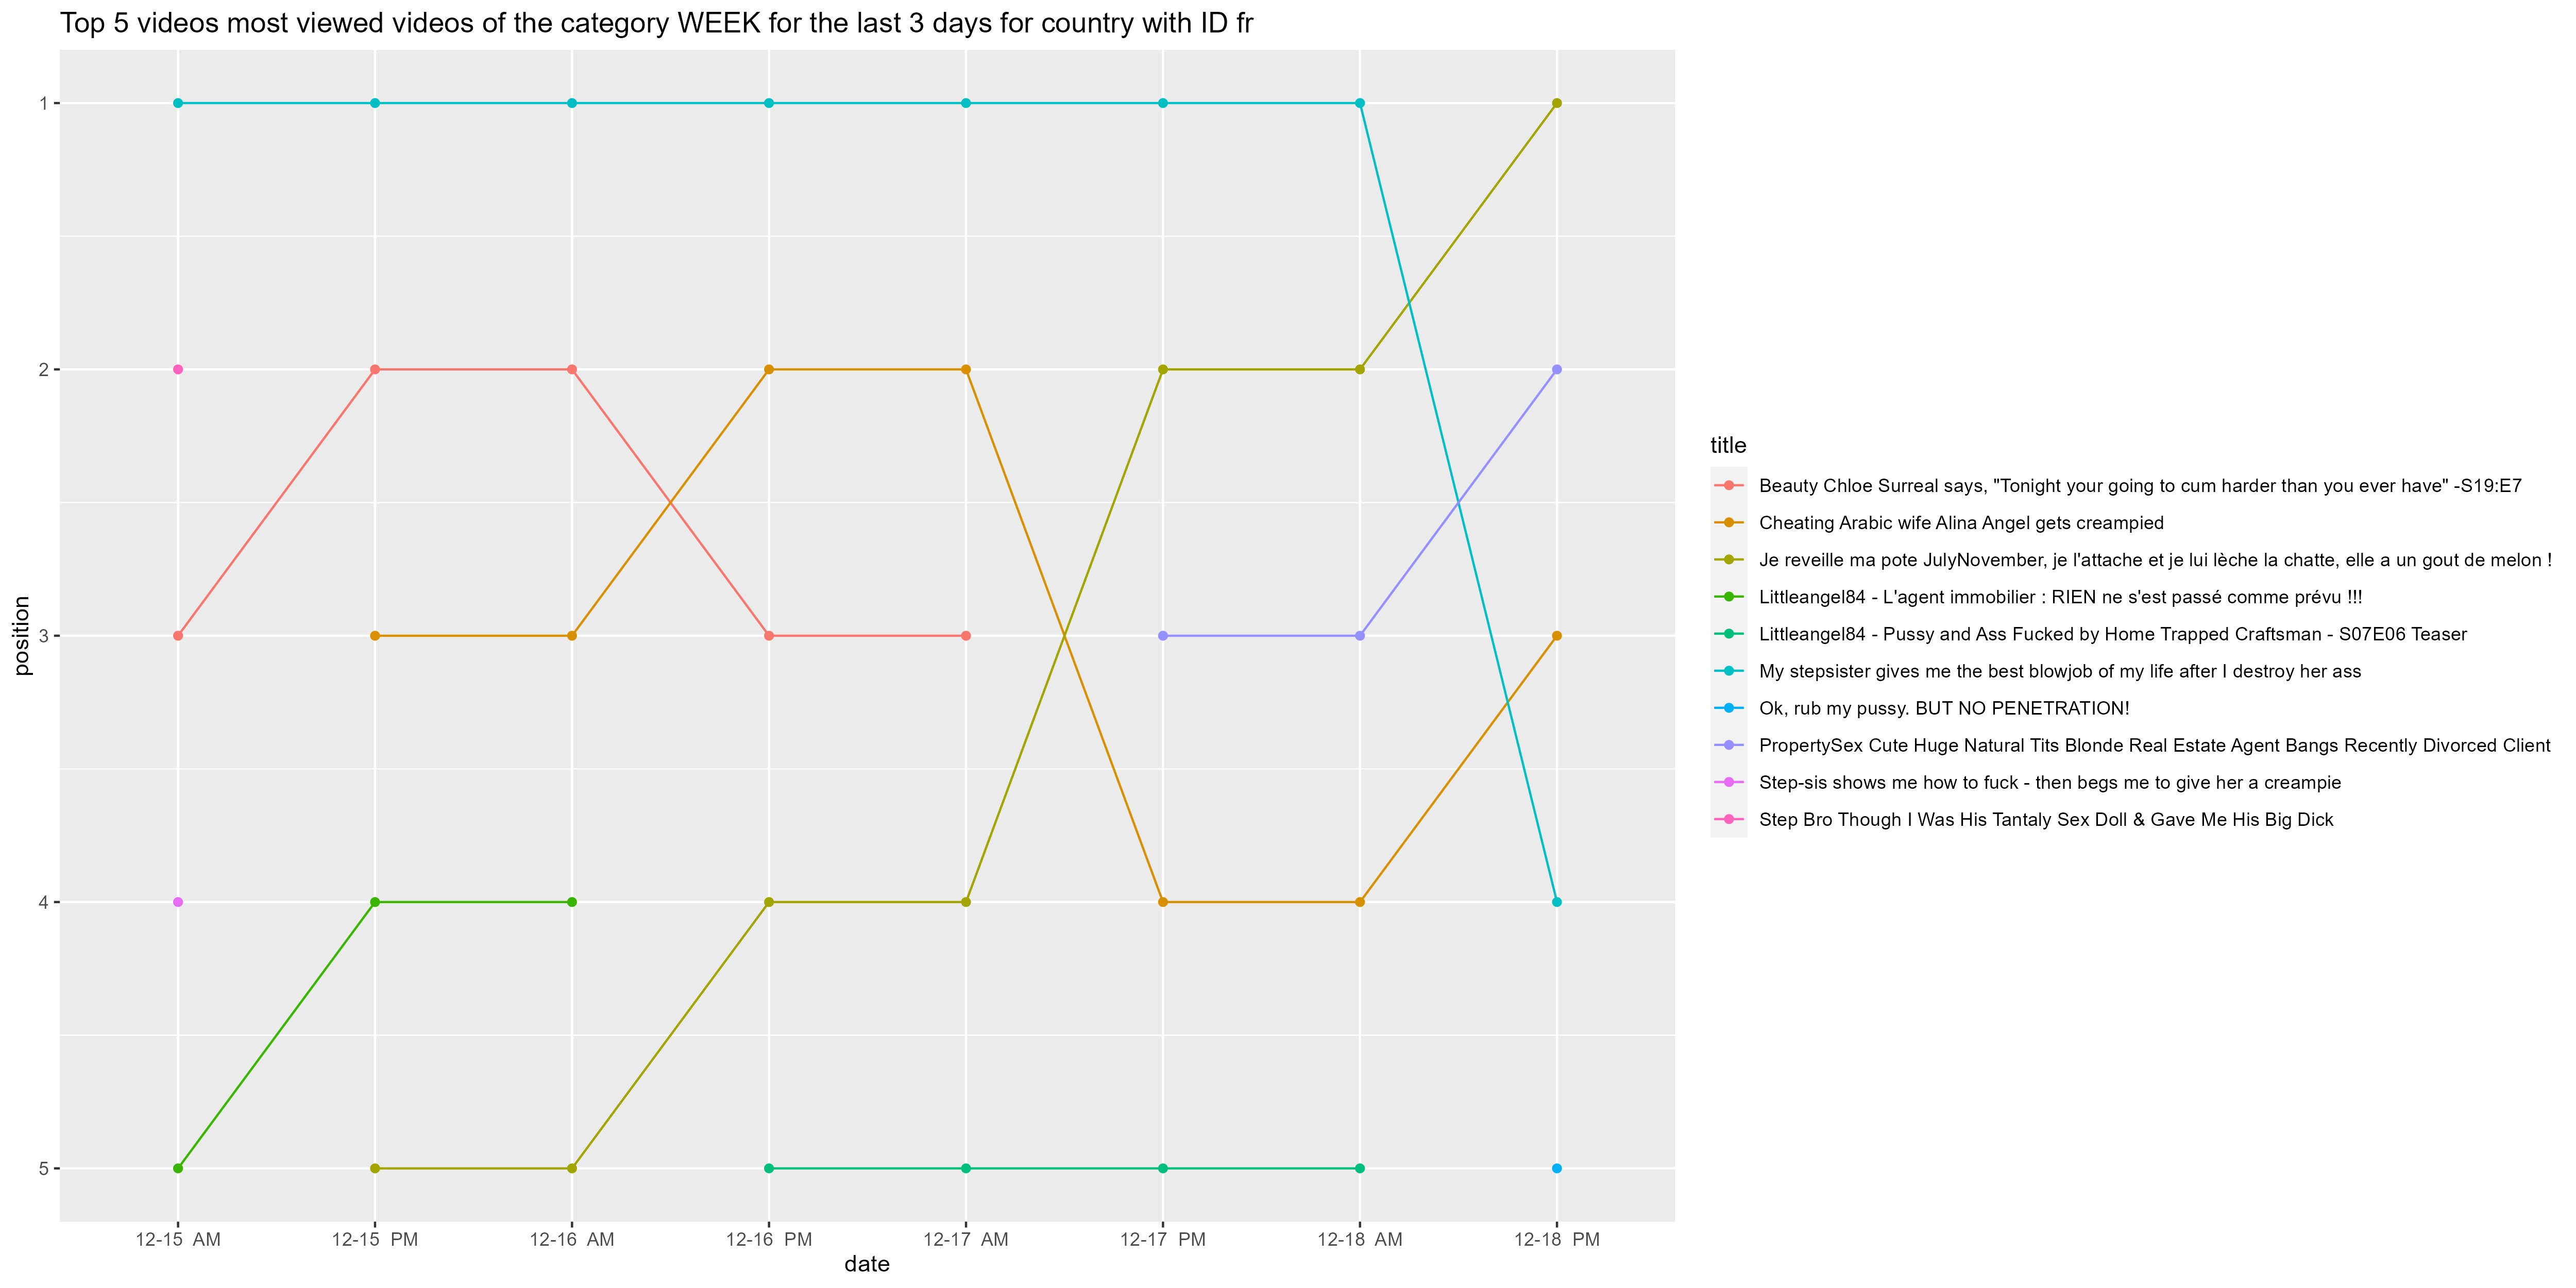 Top 5 videos most viewed videos of the category WEEK for the last 3 days for country with ID fr
position
1
2
3
4
5
12-15 AM
12-15 PM
12-16 AM
12-16 PM
12-17 AM
12-17 PM
12-18 AM
12-18 PM
date
title
Beauty Chloe Surreal says, "Tonight your going to cum harder than you ever have" -S19:E7
Cheating Arabic wife Alina Angel gets creampied
Je reveille ma pote JulyNovember, je l'attache et je lui lèche la chatte, elle a un gout de melon !
Littleangel84 - L'agent immobilier : RIEN ne s'est passé comme prévu !!!
Littleangel84 - Pussy and Ass Fucked by Home Trapped Craftsman - S07E06 Teaser
My stepsister gives me the best blowjob of my life after I destroy her ass
Ok, rub my pussy. BUT NO PENETRATION!
PropertySex Cute Huge Natural Tits Blonde Real Estate Agent Bangs Recently Divorced Client
Step-sis shows me how to fuck - then begs me to give her a creampie
Step Bro Though I Was His Tantaly Sex Doll & Gave Me His Big Dick